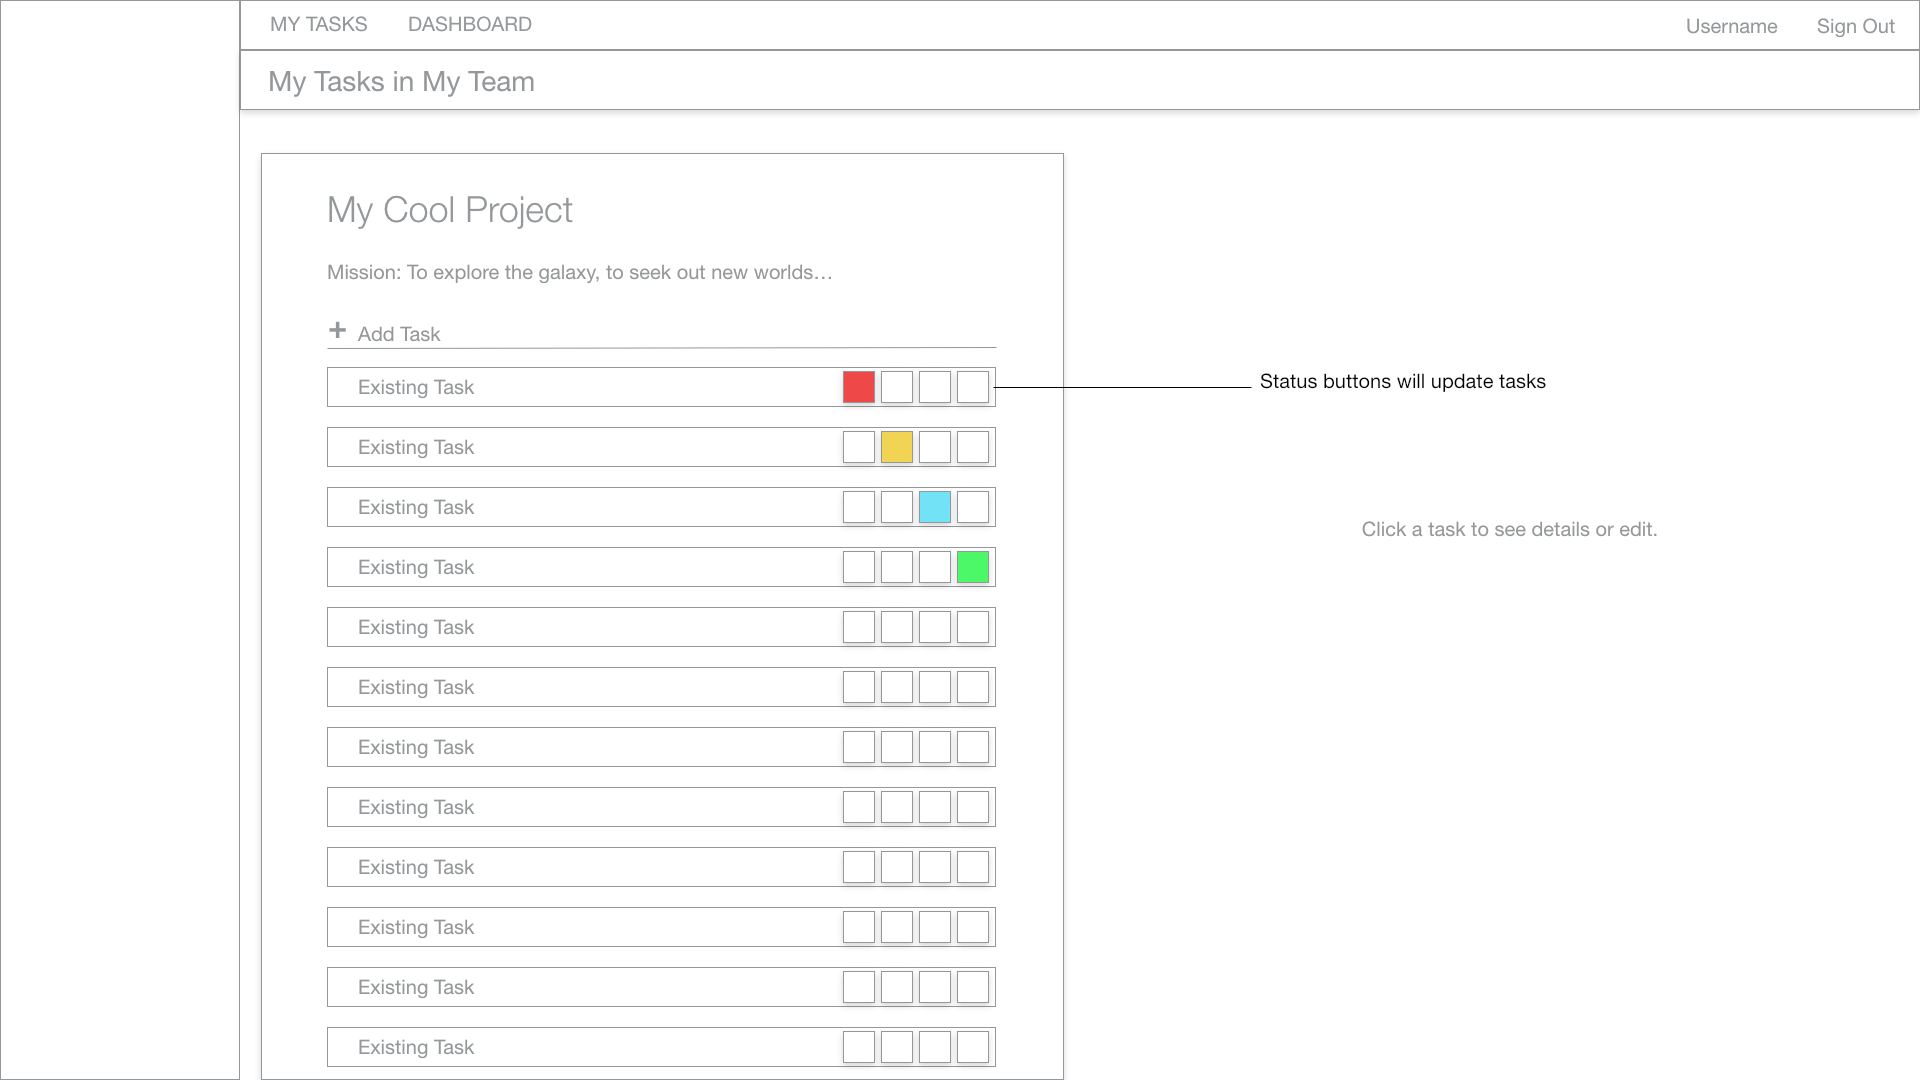 MY TASKS DASHBOARD Username Sign Out
My Tasks in My Team
My Cool Project
Mission: To explore the galaxy, to seek out new worlds…
+ Add Task
Existing Task
Status buttons will update tasks
Existing Task
Existing Task
Click a task to see details or edit.
Existing Task
Existing Task
Existing Task
Existing Task
Existing Task
Existing Task
Existing Task
Existing Task
Existing Task